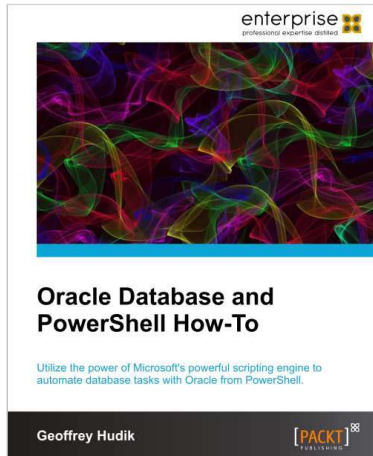 enterprise
professional expertise distilled
Oracle Database and
PowerShell How-To
Utilize the power of Microsoft's powerful scripting engine to
automate database tasks with Oracle from PowerShell.
Geoffrey Hudik
[PACKT]
PUBLISHING